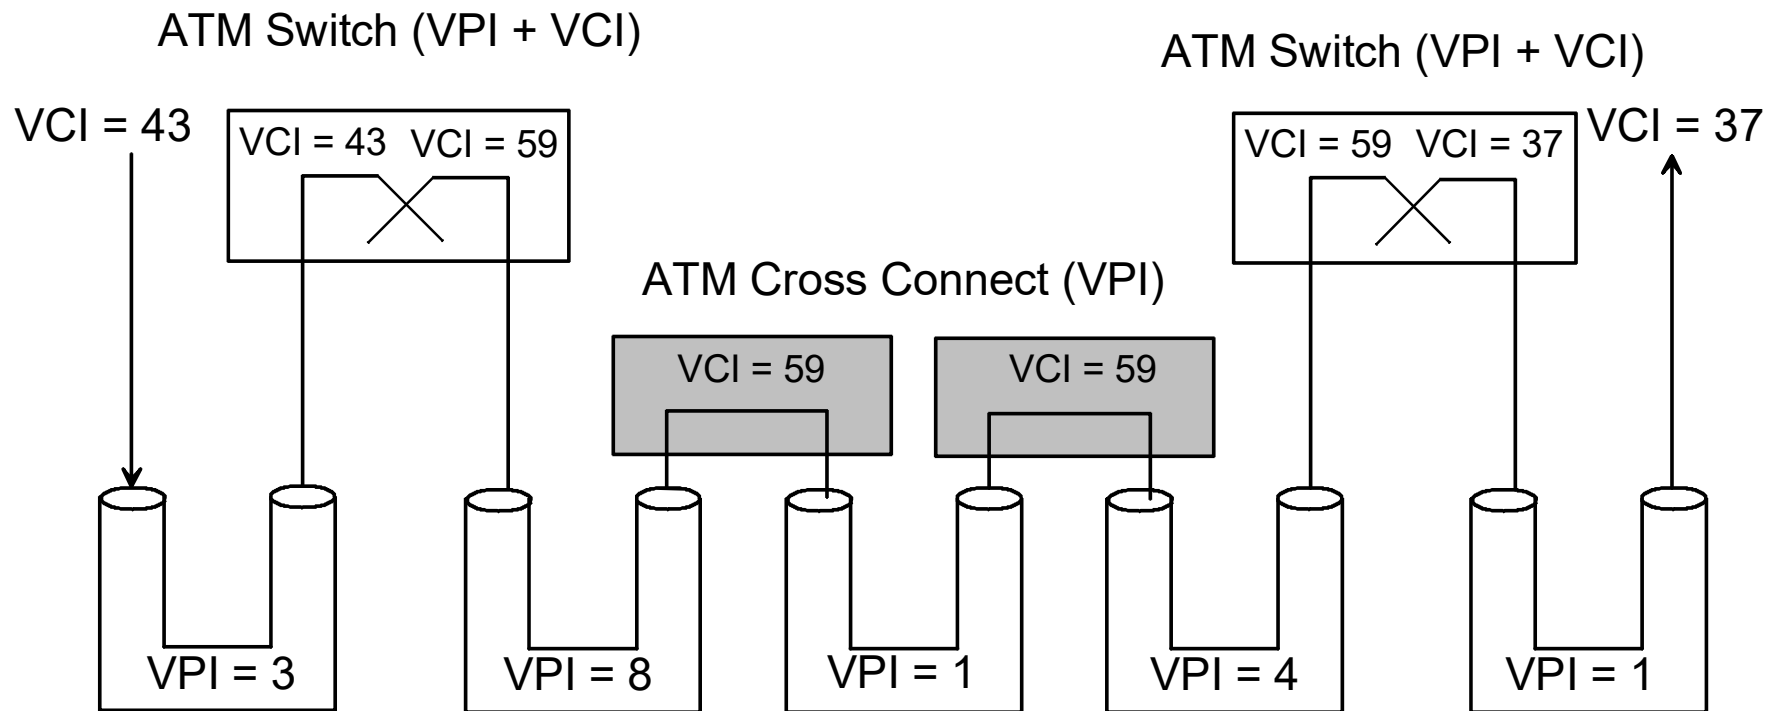 ATM Switch (VPI + VCI)
ATM Switch (VPI + VCI)
VCI = 43
VCI = 43 VCI = 59
VCI = 59 VCI = 37
VCI = 37
ATM Cross Connect (VPI)
VCI = 59
VCI = 59
VPI = 3
VPI = 8
VPI = 1
VPI = 4
VPI = 1